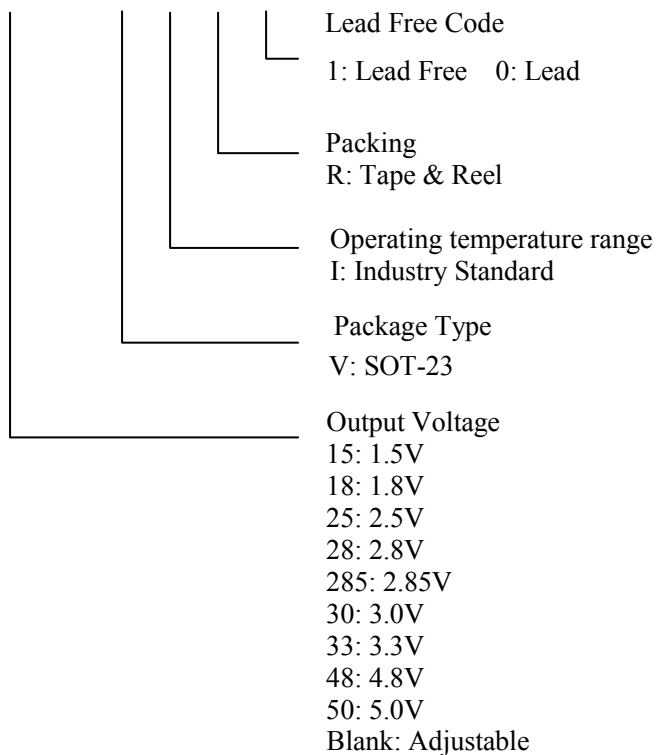 Lead Free Code
1: Lead Free 0: Lead
Packing
R: Tape & Reel
Operating temperature range
I: Industry Standard
Package Type
V: SOT-23
Output Voltage
15: 1.5V
18: 1.8V
25: 2.5V
28: 2.8V
285: 2.85V
30: 3.0V
33: 3.3V
48: 4.8V
50: 5.0V
Blank: Adjustable